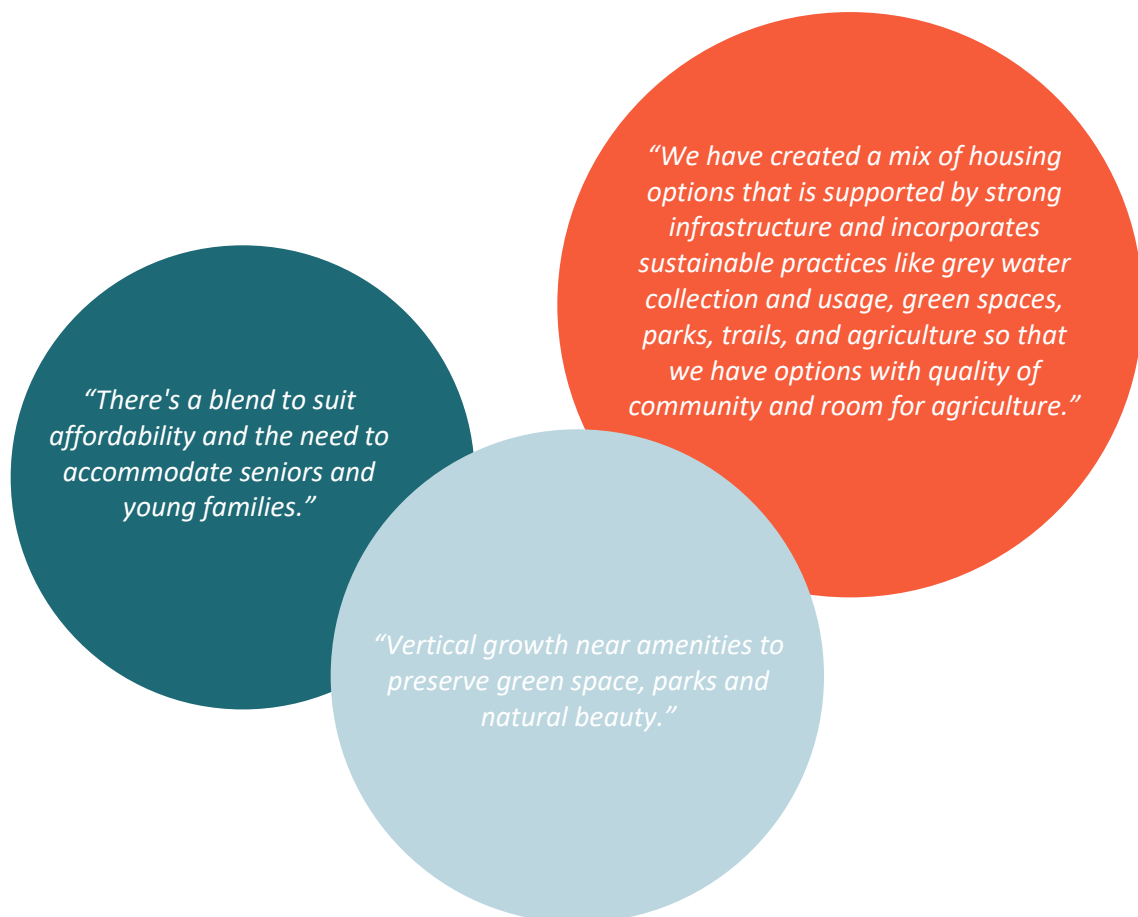 “We have created a mix of housing
options that is supported by strong
infrastructure and incorporates
sustainable practices like grey water
collection and usage, green spaces,
parks, trails, and agriculture so that
we have options with quality of
community and room for agriculture.”
“There's a blend to suit
affordability and the need to
accommodate seniors and
young families.”
“Vertical growth near amenities to
preserve green space, parks and
natural beauty.”